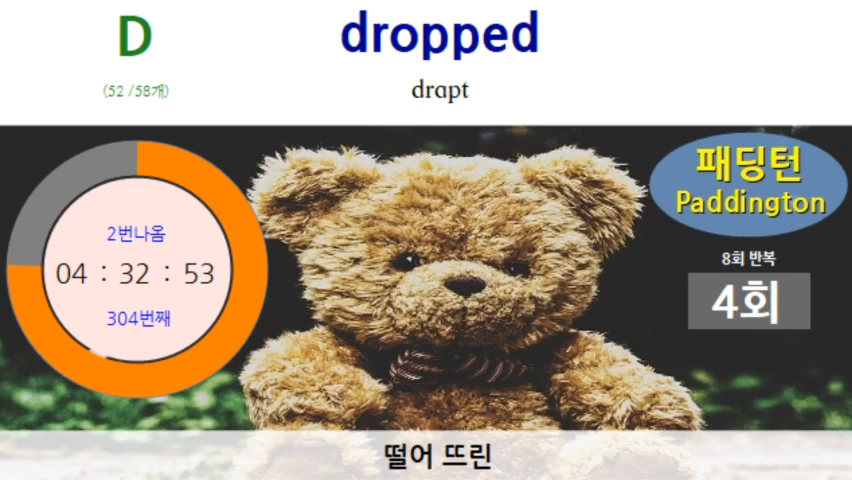 D
dropped
(52 /58개)
drapt
패딩턴
Paddington
2번나옴
04 : 32 : 53
304번째
8회 반복
4회
떨어 뜨린